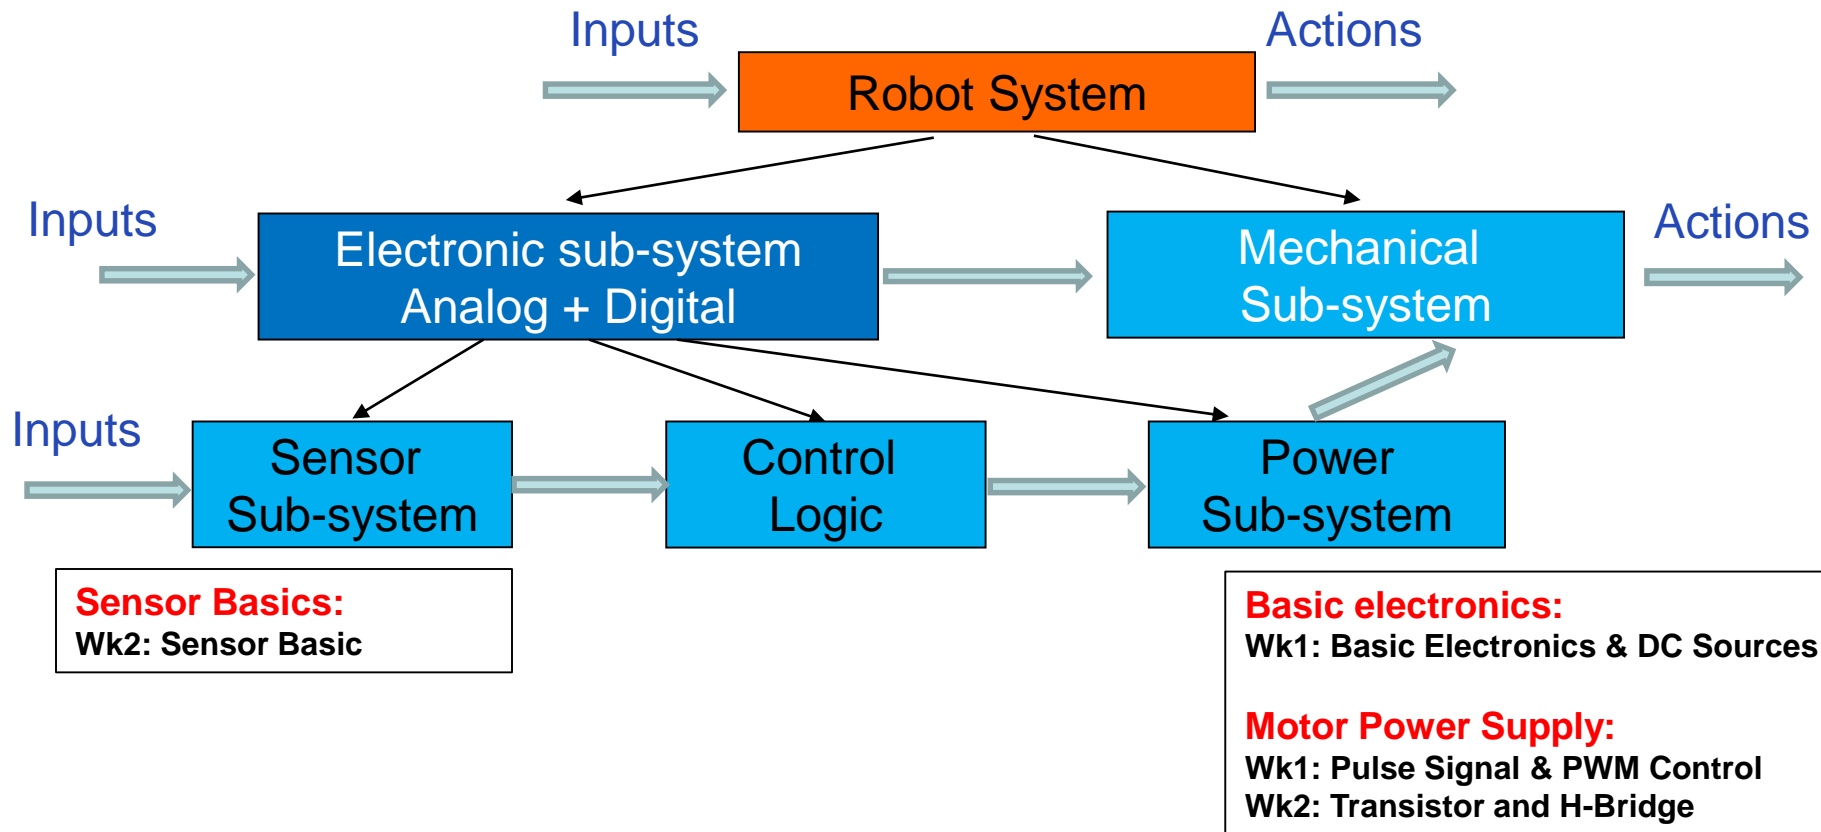 Inputs
Actions
Robot System
Inputs
Electronic sub-system
Analog + Digital
Mechanical
Sub-system
Actions
Inputs
Sensor
Sub-system
Control
Logic
Power
Sub-system
Sensor Basics:
Wk2: Sensor Basic
Basic electronics:
Wk1: Basic Electronics & DC Sources
Motor Power Supply:
Wk1: Pulse Signal & PWM Control
Wk2: Transistor and H-Bridge